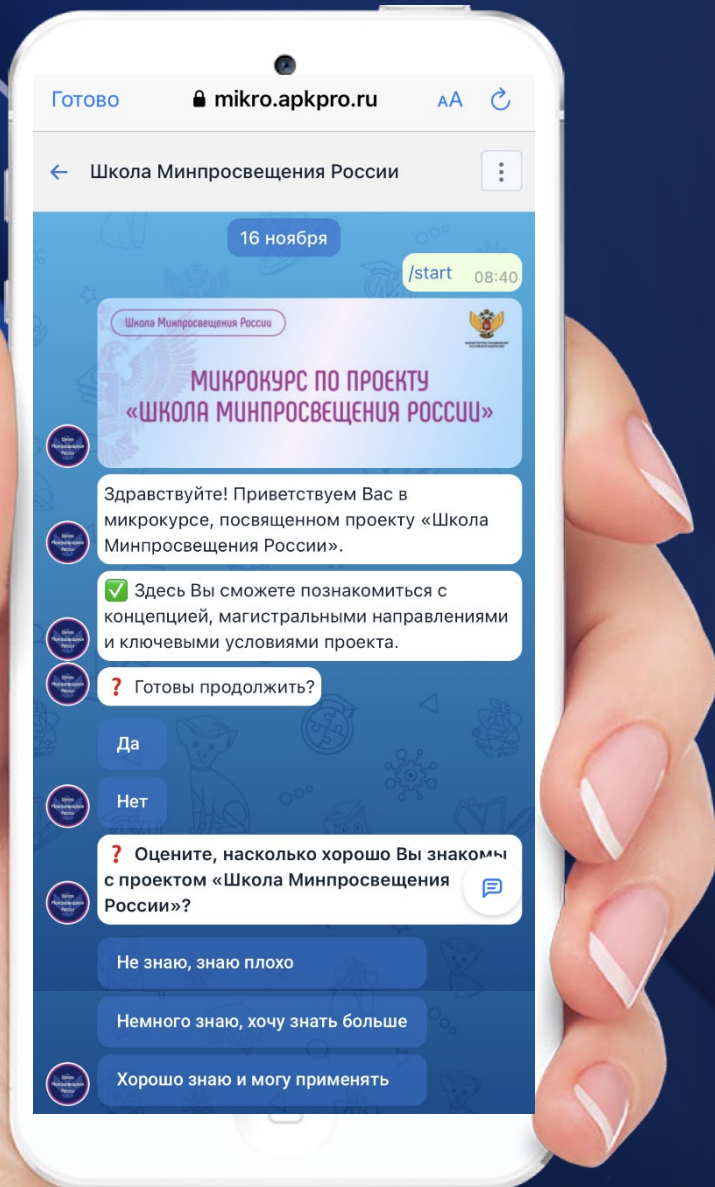 Готово mikro.apkpro.ru AA
Школа Минпросвещения России
16 ноября
/start 08:40
Школа Минпросвещения России
МИКРОКУРС ПО ПРОЕКТУ
«ШКОЛА МИНПРОСВЕЩЕНИЯ РОССИИ»
Здравствуйте! Приветствуем Вас в
микрокурсе, посвященном проекту «Школа
Минпросвещения России».
✅ Здесь Вы сможете познакомиться с
концепцией, магистральными направлениями
и ключевыми условиями проекта.
❓ Готовы продолжить?
Да
Нет
❓ Оцените, насколько хорошо Вы знакомы
с проектом «Школа Минпросвещения
России»?
Не знаю, знаю плохо
Немного знаю, хочу знать больше
Хорошо знаю и могу применять